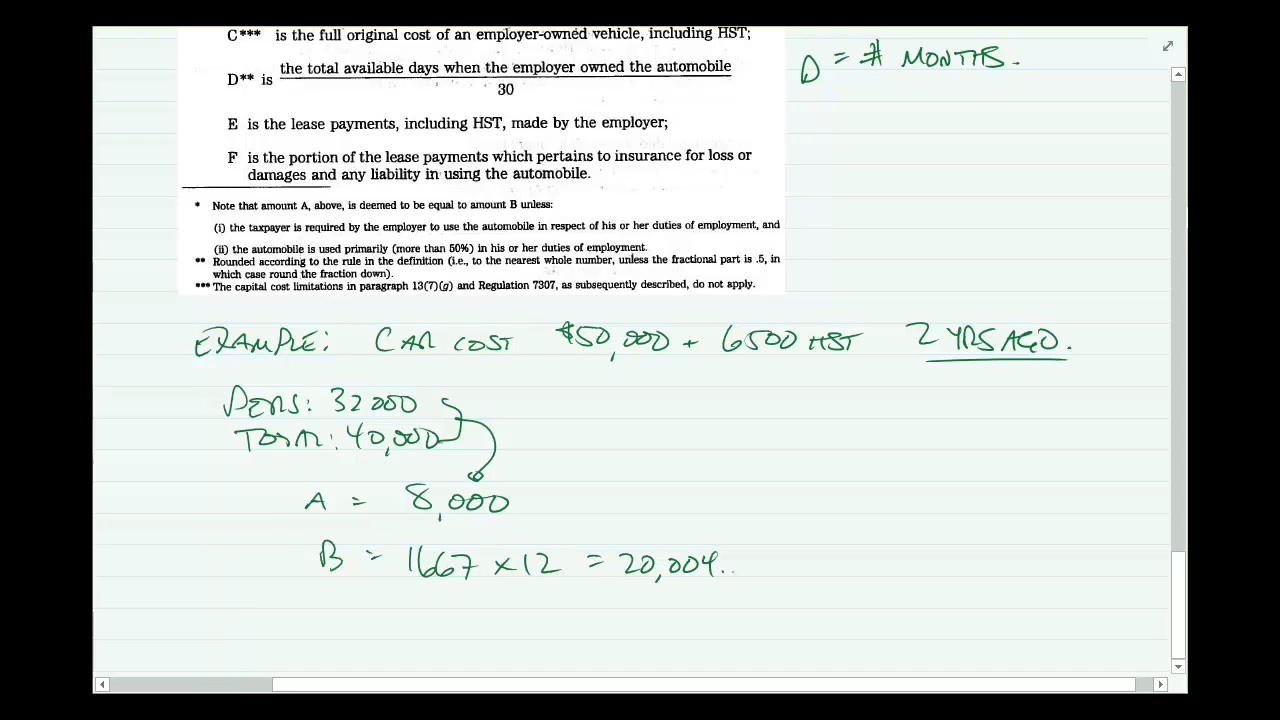 C*** is the full original cost of an employer-owned vehicle, including HST;
D = # MONTHS.
the total available days when the employer owned the automobile
D** is
30
E is the lease payments, including HST, made by the employer;
F is the portion of the lease payments which pertains to insurance for loss or
damages and any liability in using the automobile.
* Note that amount A, above, is deemed to be equal to amount B unless:
(i) the taxpayer is required by the employer to use the automobile in respect of his or her duties of employment, and
(ii) the automobile is used primarily (more than 50%) in his or her duties of employment.
** Rounded according to the rule in the definition (i.e., to the nearest whole number, unless the fractional part is .5, in
which case round the fraction down).
*** The capital cost limitations in paragraph 13(7)(g) and Regulation 7307, as subsequently described, do not apply.
EXAMPLE: CAR COST $50,000 + 6500 HST 2 YRS AGO.
PERS: 32000
TOTAL: 40,000
A = 8,000
B = 1667 x 12 = 20,004..